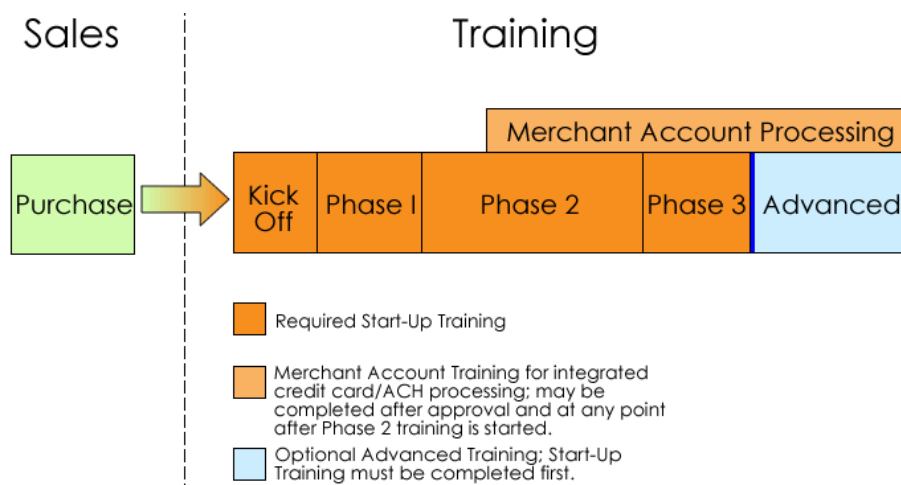 Sales
Training
Merchant Account Processing
Purchase
Kick
Off
Phase I
Phase 2
Phase 3
Advanced
Required Start-Up Training
Merchant Account Training for integrated
credit card/ACH processing; may be
completed after approval and at any point
after Phase 2 training is started.
Optional Advanced Training; Start-Up
Training must be completed first.